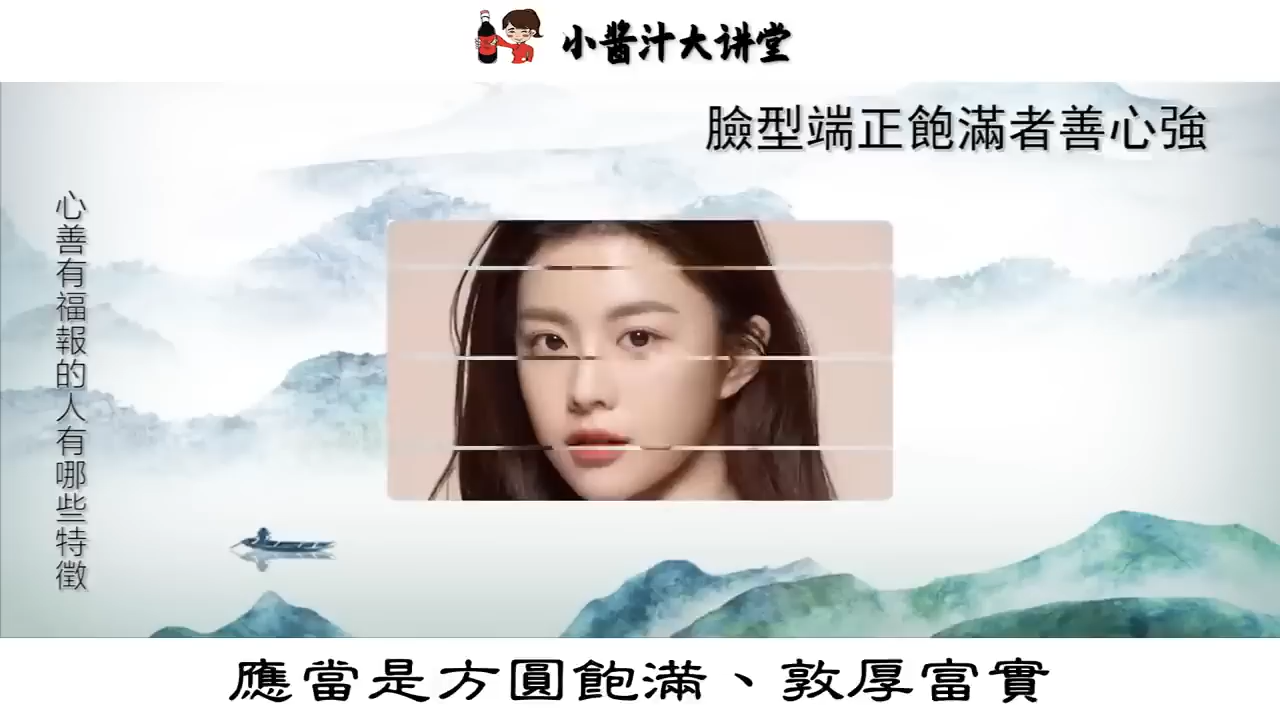 小醬汁大讲堂
臉型端正飽滿者善心強
心善有福報的人有哪些特徵
應當是方圓飽滿、敦厚富實